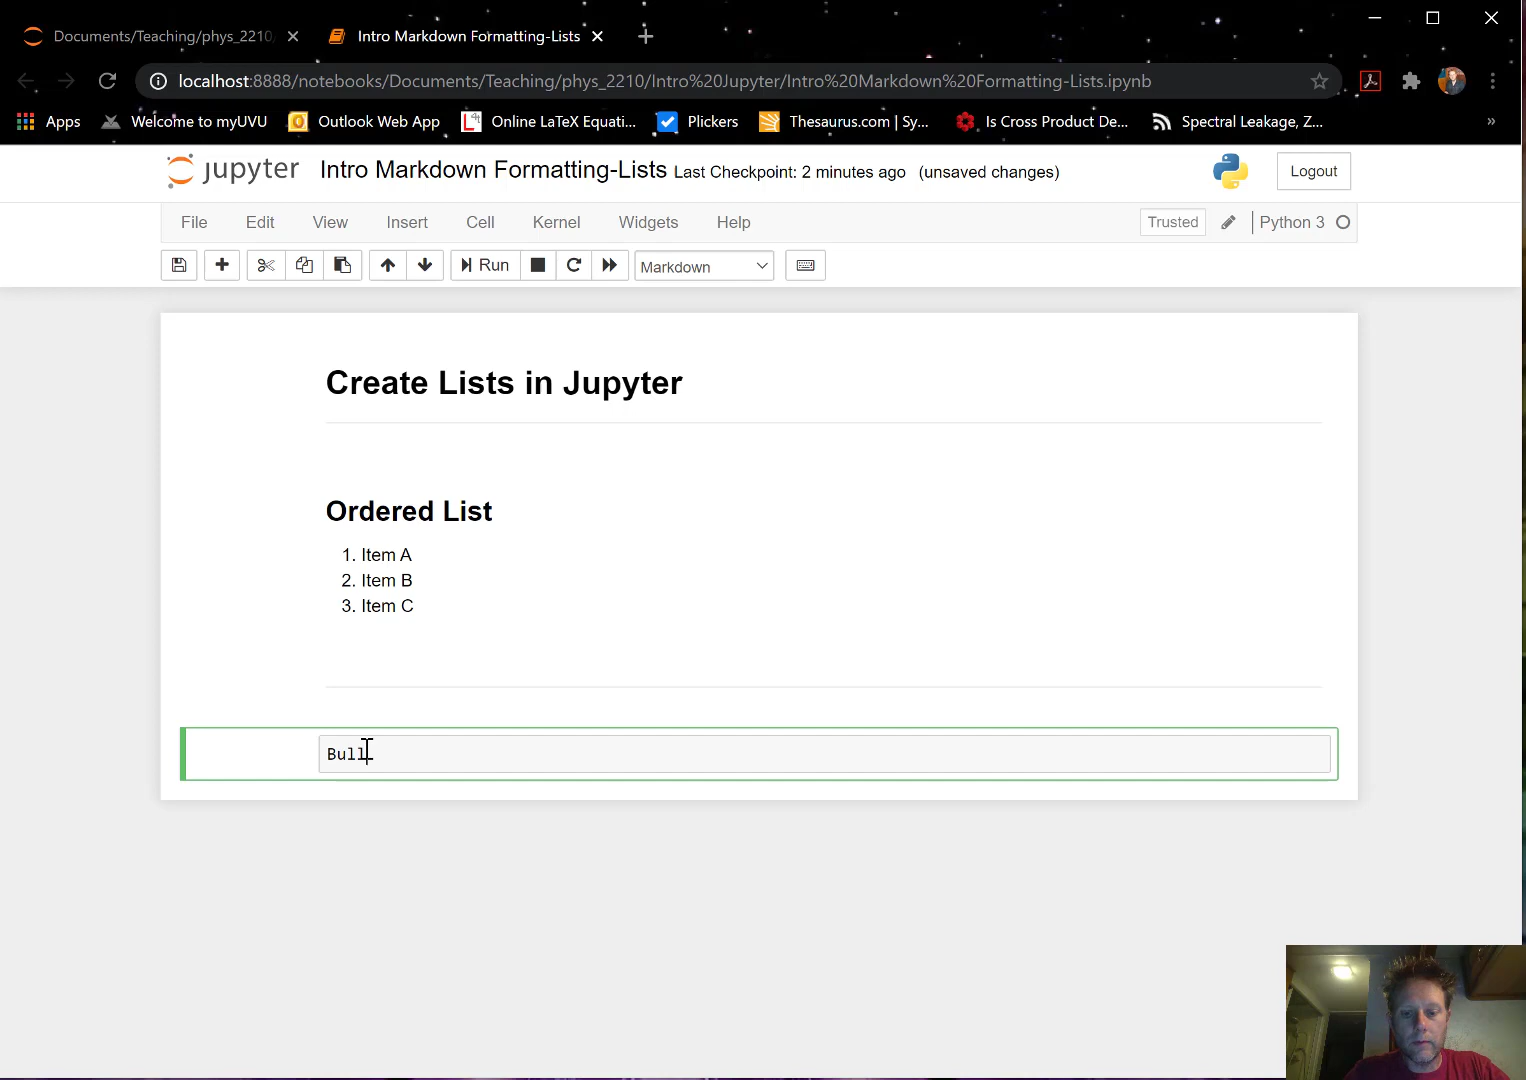 Documents/Teaching/phys_2210
Intro Markdown Formatting-Lists
localhost:8888/notebooks/Documents/Teaching/phys_2210/Intro%20Jupyter/Intro%20Markdown%20Formatting-Lists.ipynb
Apps Welcome to myUVU Outlook Web App Online LaTeX Equati... Plickers Thesaurus.com | Sy... Is Cross Product De... Spectral Leakage, Z... »
jupyter Intro Markdown Formatting-Lists Last Checkpoint: 2 minutes ago (unsaved changes) Logout
File Edit View Insert Cell Kernel Widgets Help Trusted Python 3
Run Markdown
Create Lists in Jupyter
Ordered List
1. Item A
2. Item B
3. Item C
Bull